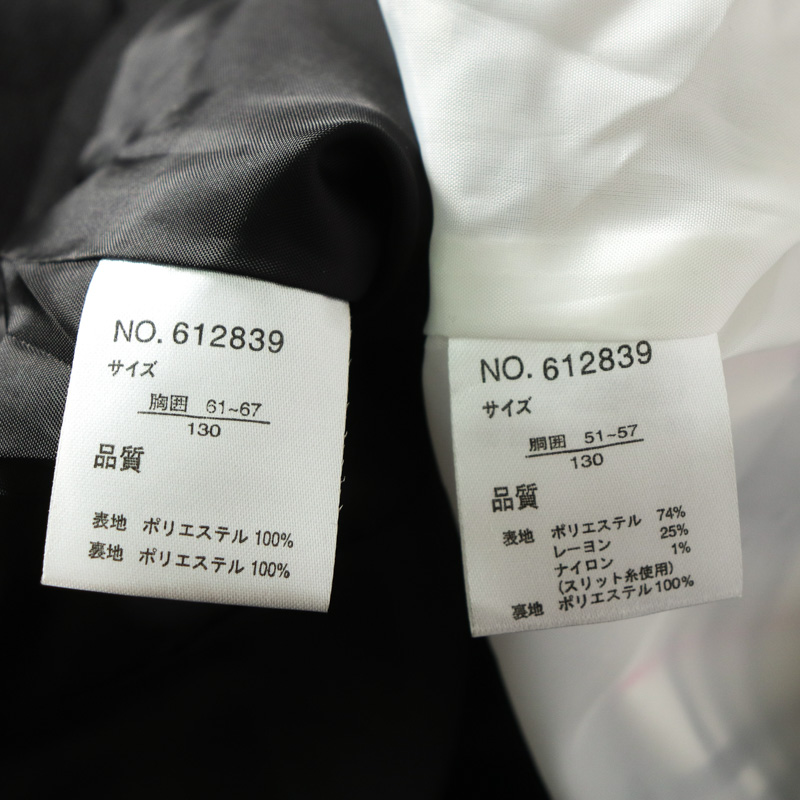 NO. 612839
サイズ
胸囲 61~67
130
品質
表地 ポリエステル 100%
裏地 ポリエステル 100%
NO. 612839
サイズ
胴囲 51~57
130
品質
表地 ポリエステル 74%
レーヨン 25%
ナイロン 1%
(スリット糸使用)
裏地 ポリエステル100%